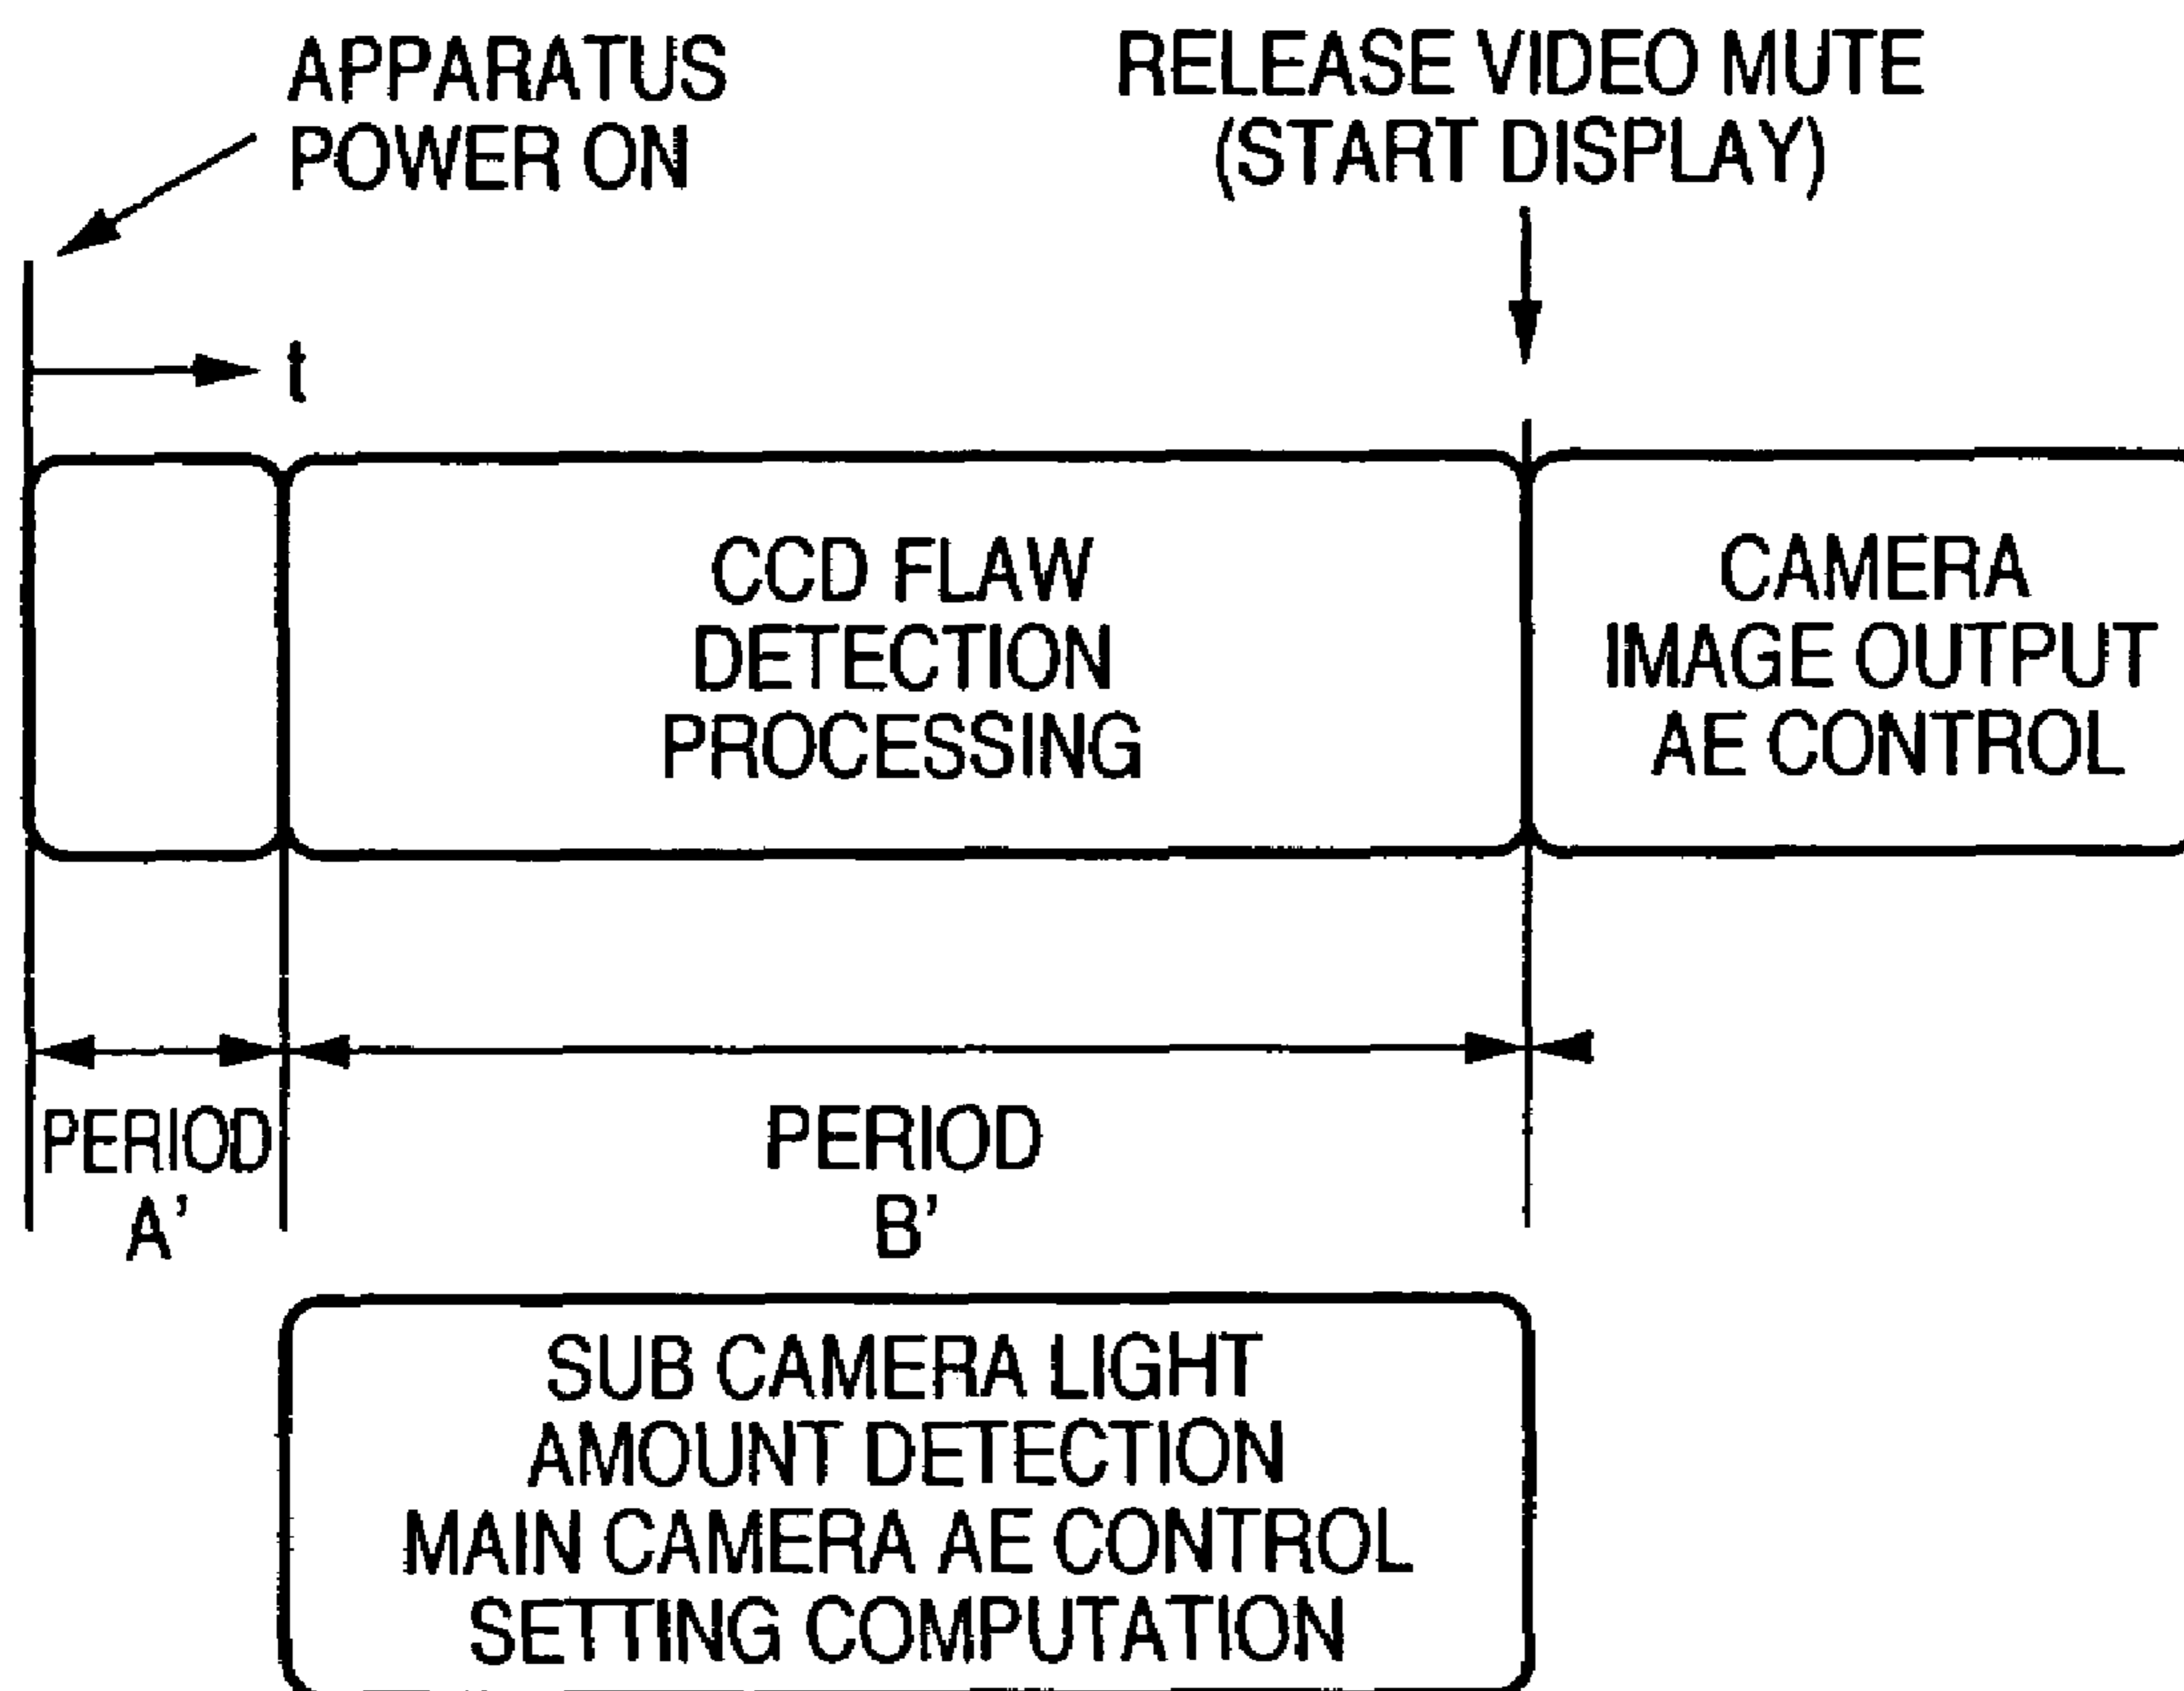 APPARATUS
POWER ON
RELEASE VIDEO MUTE
(START DISPLAY)
t
CCD FLAW
DETECTION
PROCESSING
CAMERA
IMAGE OUTPUT
AE CONTROL
PERIOD
A'
PERIOD
B'
SUB CAMERA LIGHT
AMOUNT DETECTION
MAIN CAMERA AE CONTROL
SETTING COMPUTATION